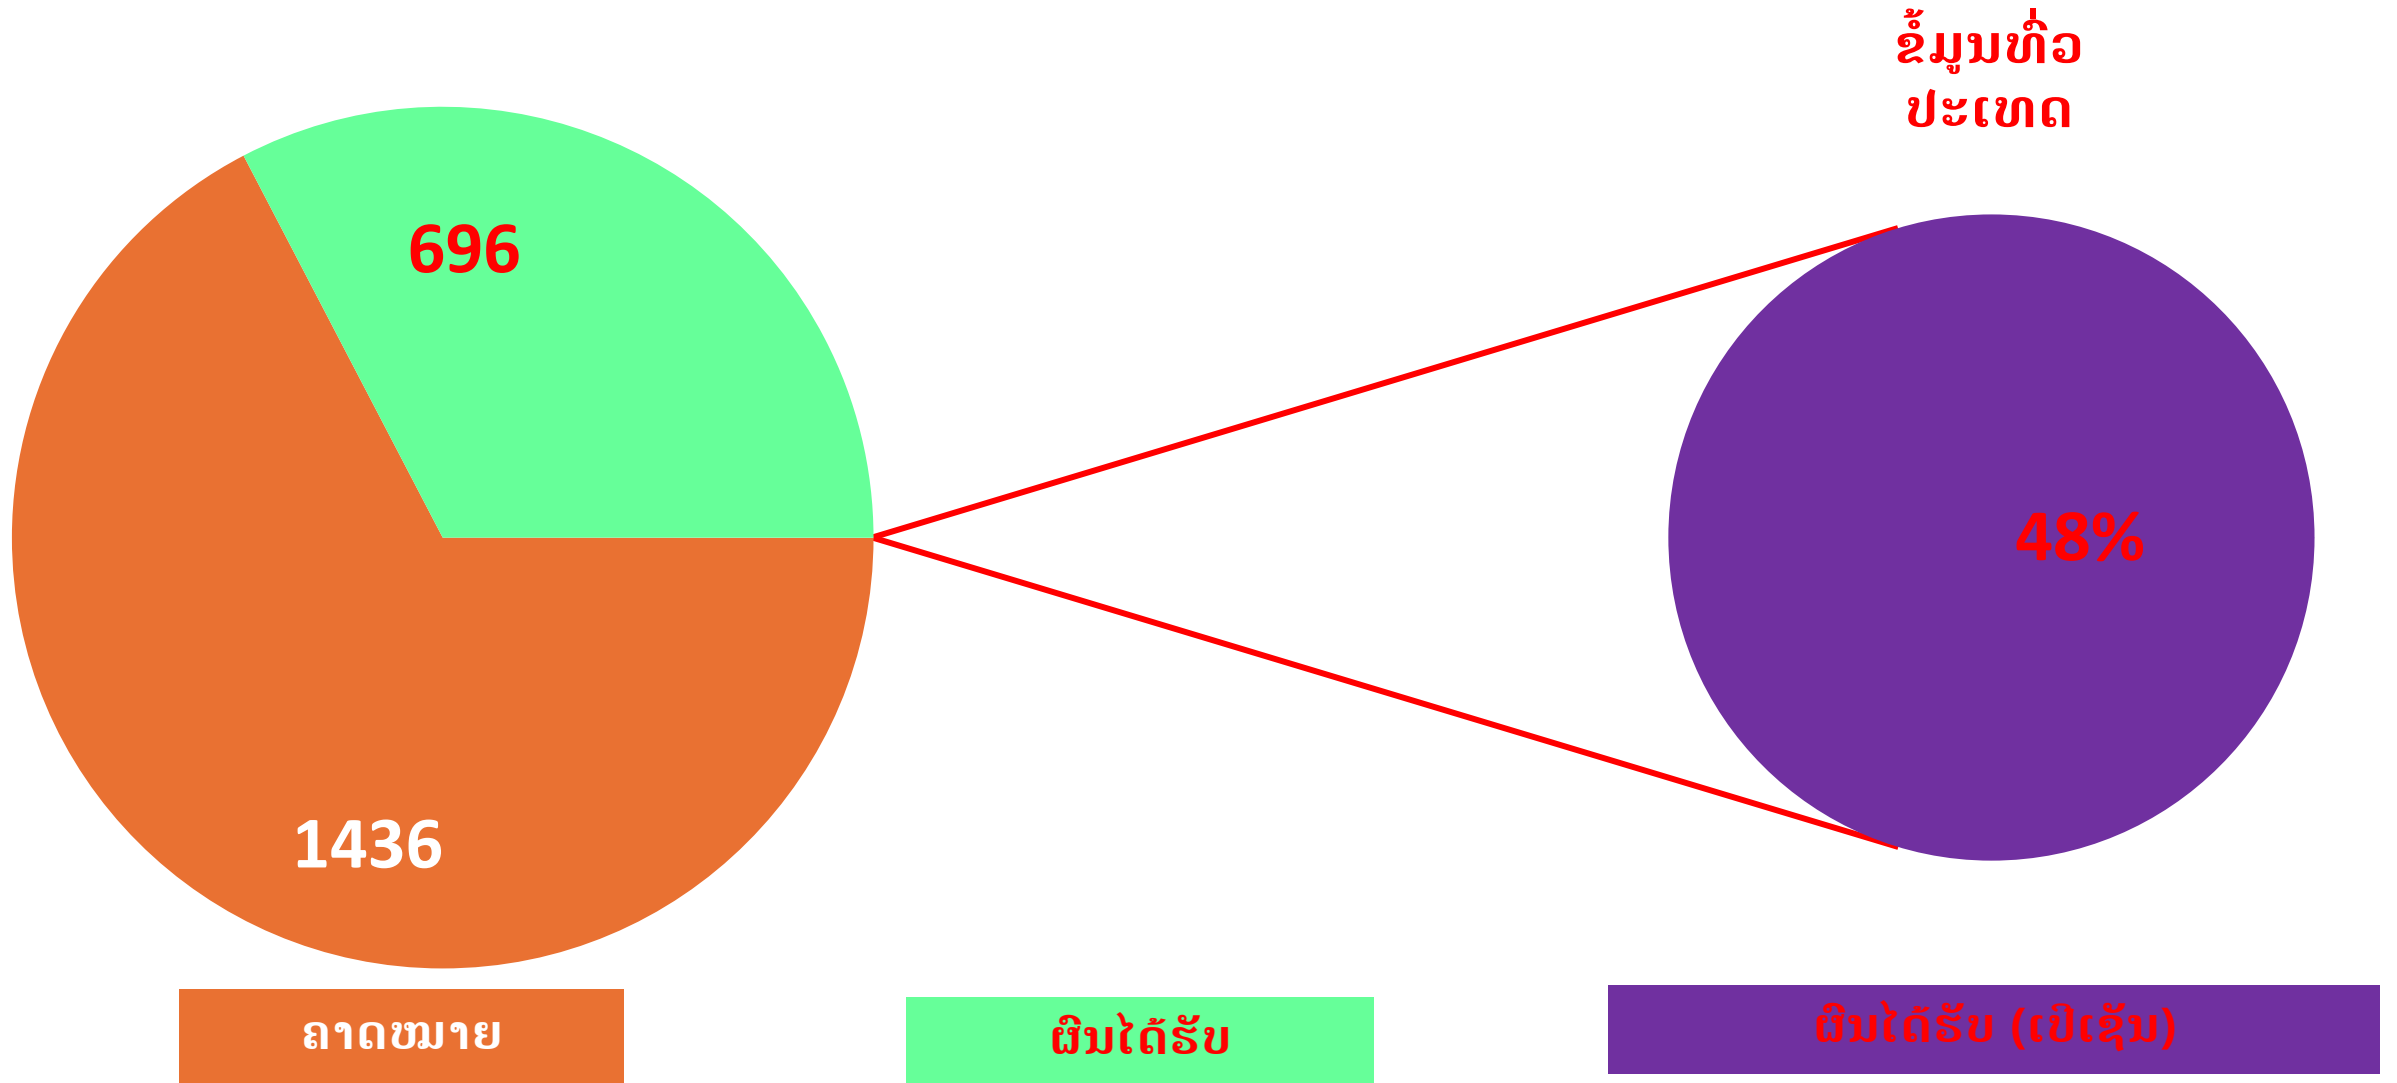 ຂໍ້ມູນທົ່ວ
ປະເທດ
696
48%
1436
ຄາດໝາຍ
ຜົນໄດ້ຮັບ
ຜົນໄດ້ຮັບ (ເປີເຊັນ)